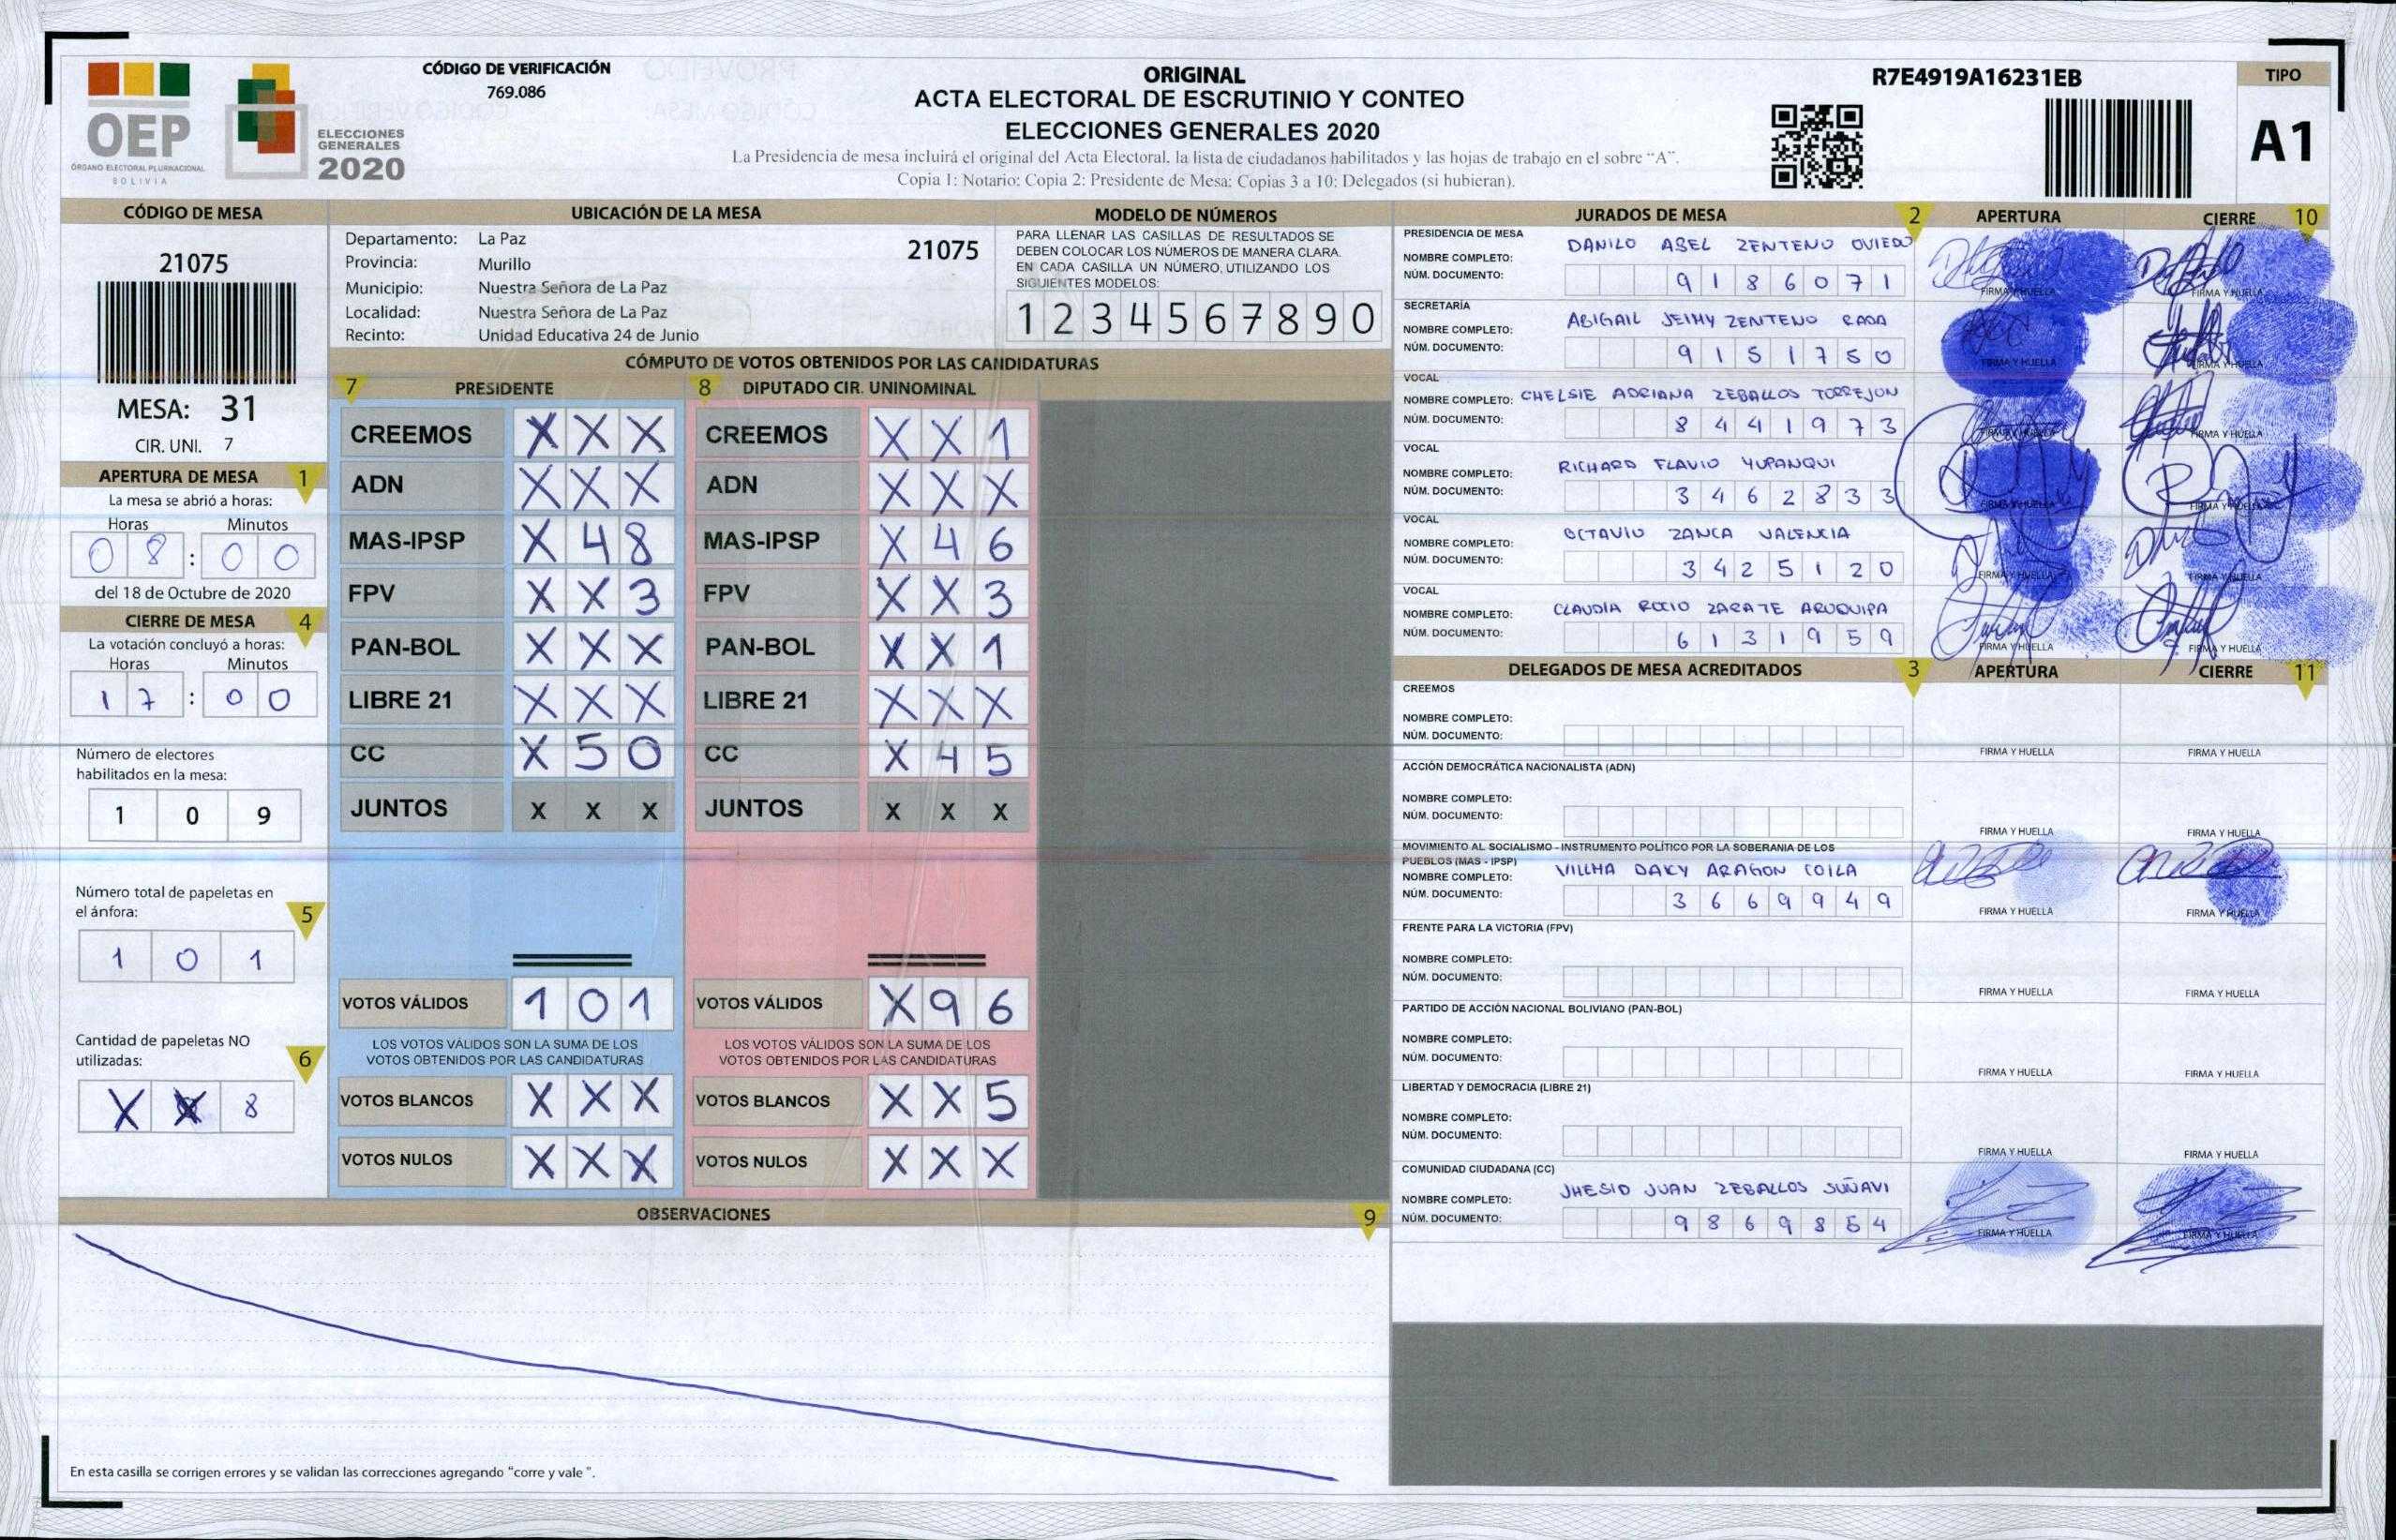 CÓDIGO DE VERIFICACIÓN
769.086
OEP
ÓRGANO ELECTORAL PLURINACIONAL
BOLIVIA
ELECCIONES
GENERALES
2020
ORIGINAL
ACTA ELECTORAL DE ESCRUTINIO Y CONTEO
ELECCIONES GENERALES 2020
La Presidencia de mesa incluirá el original del Acta Electoral, la lista de ciudadanos habilitados y las hojas de trabajo en el sobre "A".
Copia 1: Notario; Copia 2: Presidente de Mesa; Copias 3 a 10: Delegados (si hubieran).
R7E4919A16231EB
TIPO
A1
CÓDIGO DE MESA
21075
MESA: 31
CIR. UNI. 7
APERTURA DE MESA 1
La mesa se abrió a horas:
Horas Minutos
0 8 : 0 0
del 18 de Octubre de 2020
CIERRE DE MESA 4
La votación concluyó a horas:
Horas Minutos
1 7 : 0 0
Número de electores
habilitados en la mesa:
1 0 9
Número total de papeletas en
el ánfora: 5
1 0 1
Cantidad de papeletas NO
utilizadas: 6
X X 8
UBICACIÓN DE LA MESA
Departamento: La Paz 21075
Provincia: Murillo
Municipio: Nuestra Señora de La Paz
Localidad: Nuestra Señora de La Paz
Recinto: Unidad Educativa 24 de Junio
MODELO DE NÚMEROS
PARA LLENAR LAS CASILLAS DE RESULTADOS SE
DEBEN COLOCAR LOS NÚMEROS DE MANERA CLARA.
EN CADA CASILLA UN NÚMERO, UTILIZANDO LOS
SIGUIENTES MODELOS:
1 2 3 4 5 6 7 8 9 0
CÓMPUTO DE VOTOS OBTENIDOS POR LAS CANDIDATURAS
7 PRESIDENTE 8 DIPUTADO CIR. UNINOMINAL
CREEMOS X X X CREEMOS X X 1
ADN X X X ADN X X X
MAS-IPSP X 4 8 MAS-IPSP X 4 6
FPV X X 3 FPV X X 3
PAN-BOL X X X PAN-BOL X X 1
LIBRE 21 X X X LIBRE 21 X X X
CC X 5 0 CC X 4 5
JUNTOS X X X JUNTOS X X X
VOTOS VÁLIDOS 1 0 1 VOTOS VÁLIDOS X 9 6
LOS VOTOS VÁLIDOS SON LA SUMA DE LOS LOS VOTOS VÁLIDOS SON LA SUMA DE LOS
VOTOS OBTENIDOS POR LAS CANDIDATURAS VOTOS OBTENIDOS POR LAS CANDIDATURAS
VOTOS BLANCOS X X X VOTOS BLANCOS X X 5
VOTOS NULOS X X X VOTOS NULOS X X X
OBSERVACIONES 9
En esta casilla se corrigen errores y se validan las correcciones agregando "corre y vale ".
JURADOS DE MESA 2 APERTURA CIERRE 10
PRESIDENCIA DE MESA
NOMBRE COMPLETO: DANILO ABEL ZENTENO OVIEDO
NÚM. DOCUMENTO: 9 1 8 6 0 7 1 FIRMA Y HUELLA FIRMA Y HUELLA
SECRETARÍA
NOMBRE COMPLETO: ABIGAIL JEIMY ZENTENO RADA
NÚM. DOCUMENTO: 9 1 5 1 7 5 0 FIRMA Y HUELLA FIRMA Y HUELLA
VOCAL
NOMBRE COMPLETO: CHELSIE ADRIANA ZEBALLOS TORREJON
NÚM. DOCUMENTO: 8 4 4 1 9 7 3 FIRMA Y HUELLA FIRMA Y HUELLA
VOCAL
NOMBRE COMPLETO: RICHARD FLAVIO YUPANQUI
NÚM. DOCUMENTO: 3 4 6 2 8 3 3 FIRMA Y HUELLA FIRMA Y HUELLA
VOCAL
NOMBRE COMPLETO: OCTAVIO ZANCA VALENCIA
NÚM. DOCUMENTO: 3 4 2 5 1 2 0 FIRMA Y HUELLA FIRMA Y HUELLA
VOCAL
NOMBRE COMPLETO: CLAUDIA ROCIO ZARATE ARUQUIPA
NÚM. DOCUMENTO: 6 1 3 1 9 5 9 FIRMA Y HUELLA FIRMA Y HUELLA
DELEGADOS DE MESA ACREDITADOS 3 APERTURA CIERRE 11
CREEMOS
NOMBRE COMPLETO:
NÚM. DOCUMENTO: FIRMA Y HUELLA FIRMA Y HUELLA
ACCIÓN DEMOCRÁTICA NACIONALISTA (ADN)
NOMBRE COMPLETO:
NÚM. DOCUMENTO: FIRMA Y HUELLA FIRMA Y HUELLA
MOVIMIENTO AL SOCIALISMO - INSTRUMENTO POLÍTICO POR LA SOBERANIA DE LOS
PUEBLOS (MAS - IPSP)
NOMBRE COMPLETO: VILLMA DAKY ARAGON COILA
NÚM. DOCUMENTO: 3 6 6 9 9 4 9 FIRMA Y HUELLA FIRMA Y HUELLA
FRENTE PARA LA VICTORIA (FPV)
NOMBRE COMPLETO:
NÚM. DOCUMENTO: FIRMA Y HUELLA FIRMA Y HUELLA
PARTIDO DE ACCIÓN NACIONAL BOLIVIANO (PAN-BOL)
NOMBRE COMPLETO:
NÚM. DOCUMENTO: FIRMA Y HUELLA FIRMA Y HUELLA
LIBERTAD Y DEMOCRACIA (LIBRE 21)
NOMBRE COMPLETO:
NÚM. DOCUMENTO: FIRMA Y HUELLA FIRMA Y HUELLA
COMUNIDAD CIUDADANA (CC)
NOMBRE COMPLETO: JHESID JUAN ZEBALLOS SUÑAVI
NÚM. DOCUMENTO: 9 8 6 9 8 5 4 FIRMA Y HUELLA FIRMA Y HUELLA